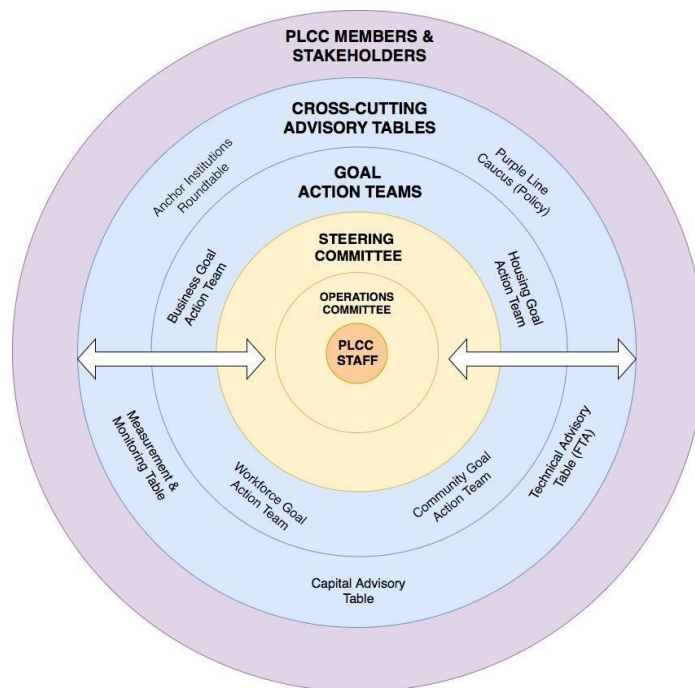 PLCC MEMBERS &
STAKEHOLDERS
CROSS-CUTTING
ADVISORY TABLES
Anchor Institutions
Roundtable
Purple Line
Caucus (Policy)
GOAL
ACTION TEAMS
Business Goal
Action Team
Housing Goal
Action Team
STEERING
COMMITTEE
OPERATIONS
COMMITTEE
PLCC
STAFF
Measurement &
Monitoring Table
Technical Advisory
Table (FTA)
Workforce Goal
Action Team
Community Goal
Action Team
Capital Advisory
Table